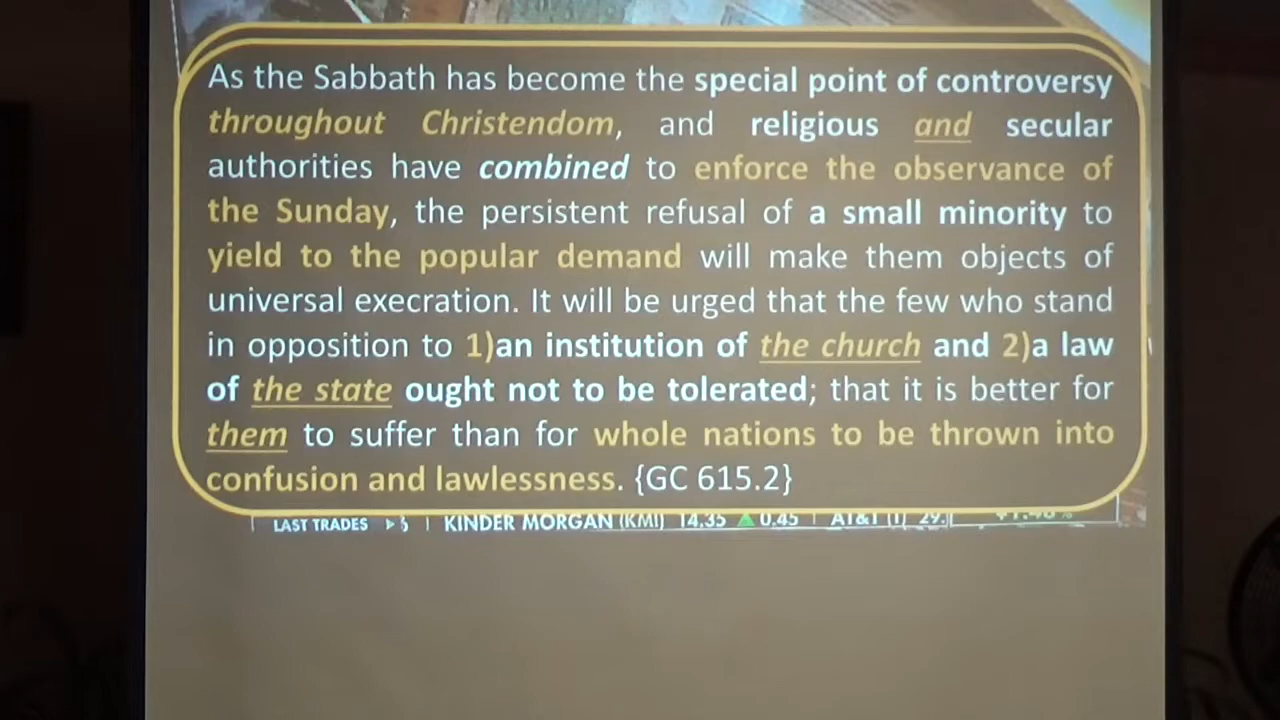 As the Sabbath has become the special point of controversy
throughout Christendom, and religious and secular
authorities have combined to enforce the observance of
the Sunday, the persistent refusal of a small minority to
yield to the popular demand will make them objects of
universal execration. It will be urged that the few who stand
in opposition to 1)an institution of the church and 2)a law
of the state ought not to be tolerated; that it is better for
them to suffer than for whole nations to be thrown into
confusion and lawlessness. {GC 615.2}
LAST TRADES KINDER MORGAN (KMI) 14.35 ▲ 0.45 AT&T (T) 29.